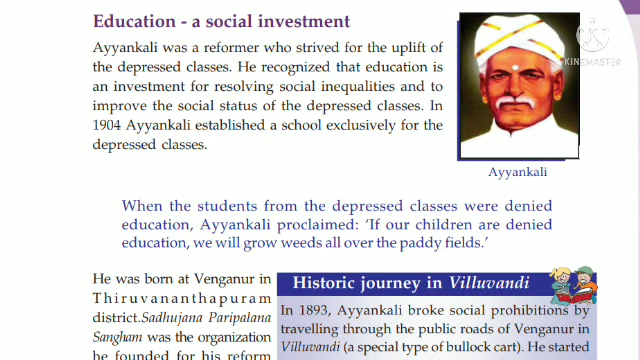 Education - a social investment
Ayyankali was a reformer who strived for the uplift of
the depressed classes. He recognized that education is
an investment for resolving social inequalities and to
improve the social status of the depressed classes. In
1904 Ayyankali established a school exclusively for the
depressed classes.
K
KINEMASTER
Ayyankali
When the students from the depressed classes were denied
education, Ayyankali proclaimed: 'If our children are denied
education, we will grow weeds all over the paddy fields.'
He was born at Venganur in
Thiruvananthapuram
district. Sadhujana Paripalana
Sangham was the organization
he founded for his reform
Historic journey in Villuvandi
In 1893, Ayyankali broke social prohibitions by
travelling through the public roads of Venganur in
Villuvandi (a special type of bullock cart). He started